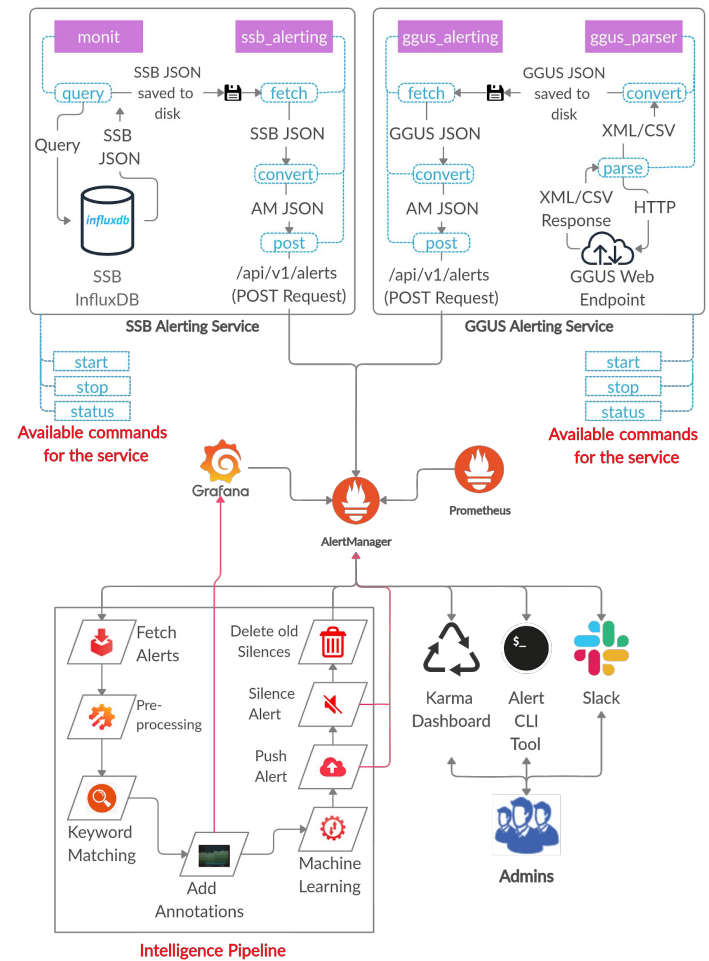 monit
ssb_alerting
query
SSB JSON
saved to
disk
fetch
Query
SSB
JSON
SSB JSON
convert
influxdb
AM JSON
post
SSB
InfluxDB
/api/v1/alerts
(POST Request)
SSB Alerting Service
ggus_alerting
ggus_parser
fetch
GGUS JSON
saved to
disk
convert
GGUS JSON
XML/CSV
convert
parse
XML/CSV
Response
HTTP
AM JSON
post
/api/v1/alerts
(POST Request)
GGUS Web
Endpoint
GGUS Alerting Service
start
stop
status
Available commands
for the service
start
stop
status
Available commands
for the service
Grafana
Prometheus
AlertManager
Fetch
Alerts
Pre-
processing
Keyword
Matching
Add
Annotations
Machine
Learning
Push
Alert
Silence
Alert
Delete old
Silences
Intelligence Pipeline
Karma
Dashboard
$_
Alert
CLI
Tool
Slack
Admins